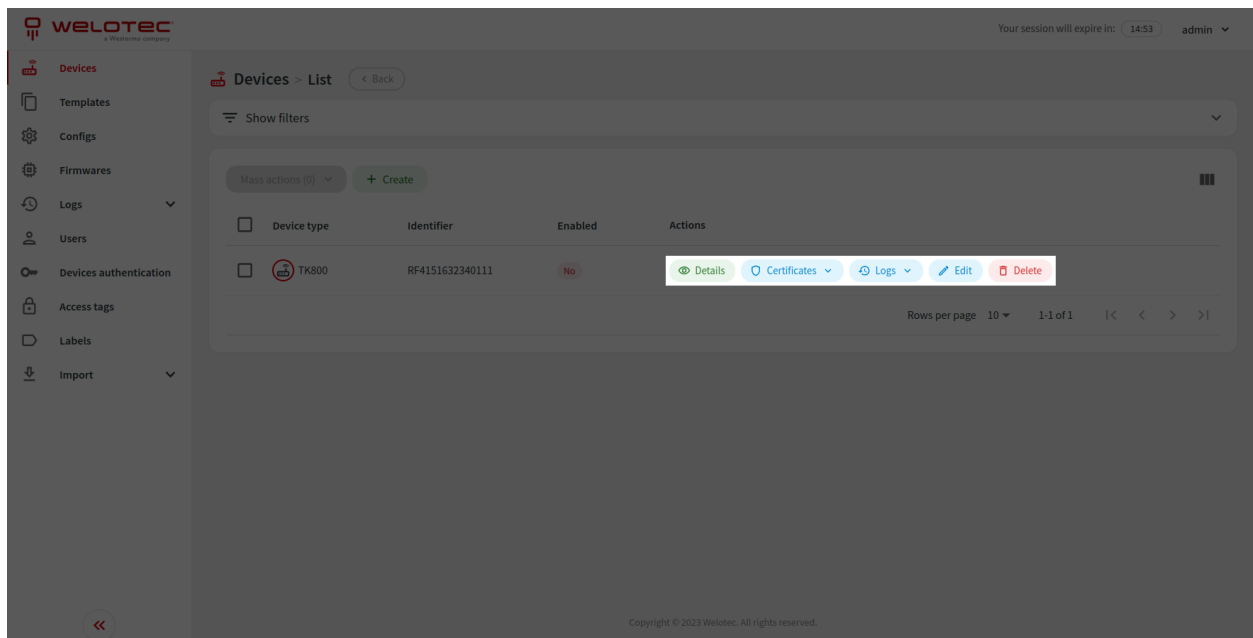 WELOTEC
a Westermo company
Your session will expire in: 14:53 admin
Devices
Templates
Configs
Firmwares
Logs
Users
Devices authentication
Access tags
Labels
Import
Devices > List < Back
Show filters
Mass actions (0) + Create
Device type Identifier Enabled Actions
TK800 RF4151632340111 No Details Certificates Logs Edit Delete
Rows per page 10 1-1 of 1
Copyright © 2023 Welotec. All rights reserved.